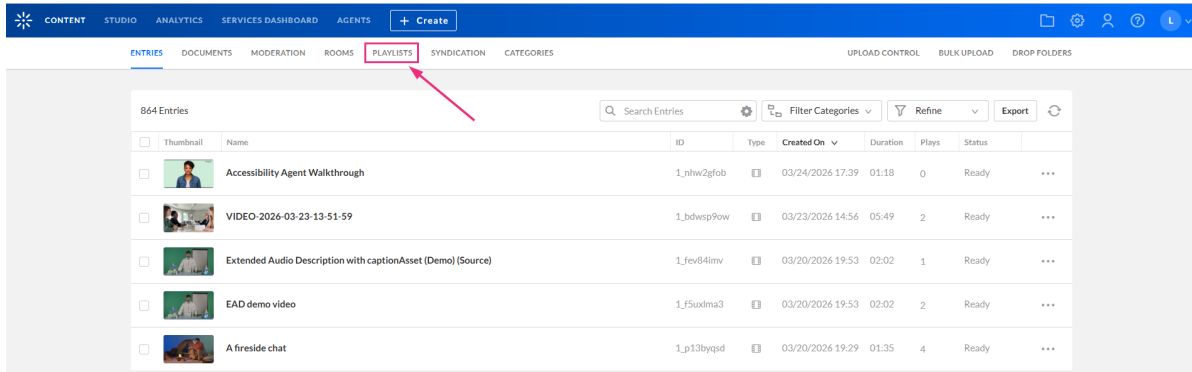 CONTENT STUDIO ANALYTICS SERVICES DASHBOARD AGENTS + Create L
ENTRIES DOCUMENTS MODERATION ROOMS PLAYLISTS SYNDICATION CATEGORIES UPLOAD CONTROL BULK UPLOAD DROP FOLDERS
864 Entries Search Entries Filter Categories Refine Export
Thumbnail Name ID Type Created On Duration Plays Status
Accessibility Agent Walkthrough 1_nhw2gfob 03/24/2026 17:39 01:18 0 Ready
VIDEO-2026-03-23-13-51-59 1_bdwsp9ow 03/23/2026 14:56 05:49 2 Ready
Extended Audio Description with captionAsset (Demo) (Source) 1_fev84imv 03/20/2026 19:53 02:02 1 Ready
EAD demo video 1_f5uxlma3 03/20/2026 19:53 02:02 2 Ready
A fireside chat 1_p13byqsd 03/20/2026 19:29 01:35 4 Ready